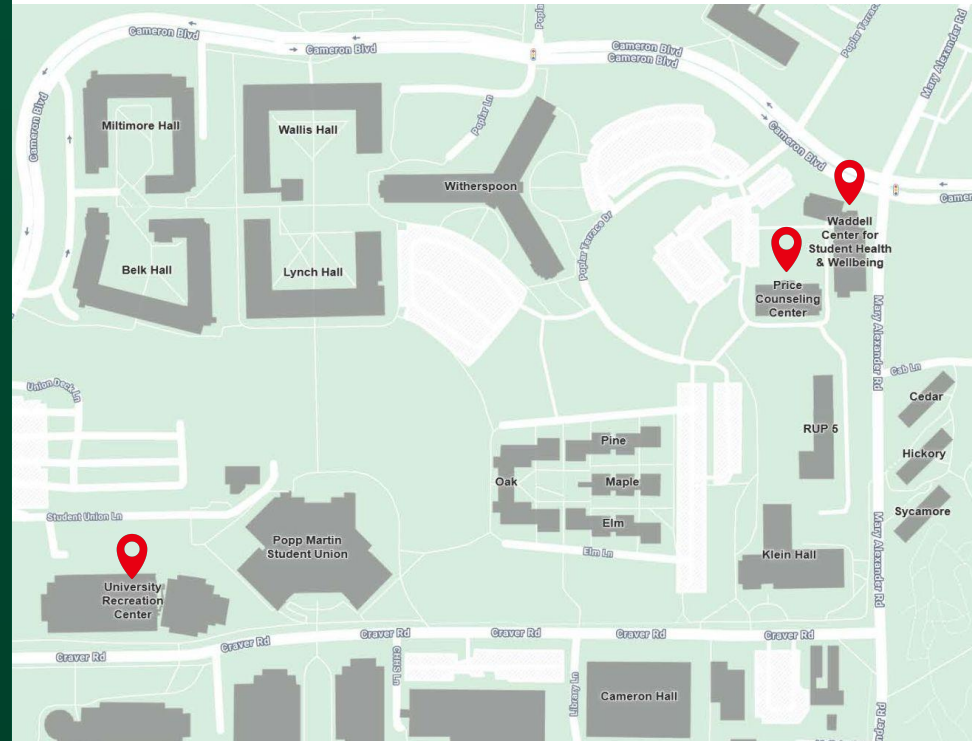 Cameron Blvd
Cameron Blvd
Cameron Blvd
Cameron Blvd
Cameron Blvd
Cameron Blvd
Poplar Terrace
Mary Alexander Rd
Miltimore Hall
Wallis Hall
Poplar Ln
Witherspoon
Poplar Terrace Dr
Waddell
Center for
Student Health
& Wellbeing
Belk Hall
Lynch Hall
Price
Counseling
Center
Mary Alexander Rd
Cab Ln
Union Deck Ln
Cedar
RUP 5
Pine
Hickory
Oak
Maple
Sycamore
Elm
Student Union Ln
Popp Martin
Student Union
Elm Ln
Klein Hall
Mary Alexander Rd
University
Recreation
Center
Craver Rd
Craver Rd
Craver Rd
Craver Rd
Craver Rd
Craver Rd
CHHS Ln
Library Ln
Cameron Hall